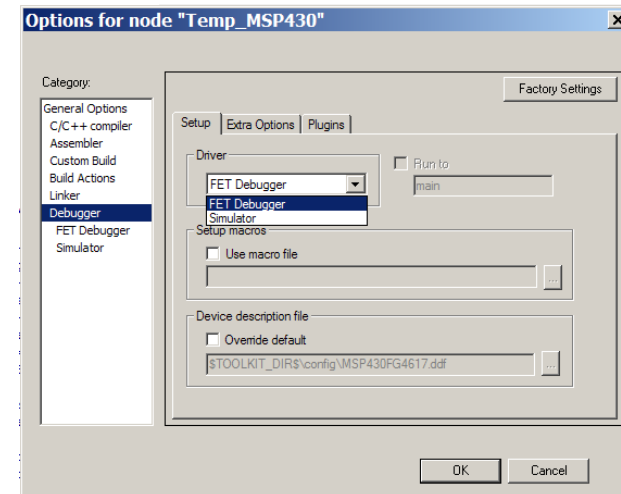 Options for node "Temp_MSP430"
Category:
Factory Settings
General Options
C/C++ compiler
Assembler
Custom Build
Build Actions
Linker
Debugger
FET Debugger
Simulator
Setup
Extra Options
Plugins
Driver
FET Debugger
FET Debugger
Simulator
Run to
main
Setup macros
Use macro file
...
Device description file
Override default
$TOOLKIT_DIR$\config\MSP430FG4617.ddf
...
OK
Cancel